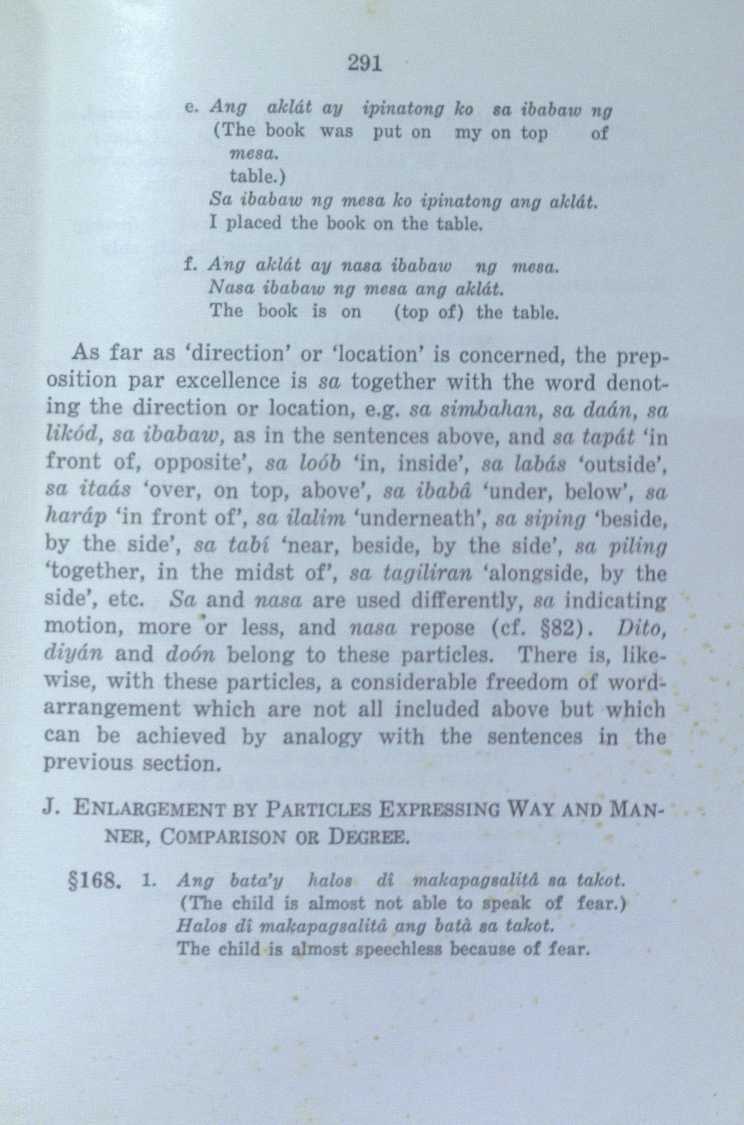 291
e. Ang aklát ay ipinatong ko sa ibabaw ng
(The book was put on my on top of
mesa.
table.)
Sa ibabaw ng mesa ko ipinatong ang aklát.
I placed the book on the table.
f. Ang aklát ay nasa ibabaw ng mesa.
Nasa ibabaw ng mesa ang aklát.
The book is on (top of) the table.
As far as ‘direction’ or ‘location’ is concerned, the prep-
osition par excellence is sa together with the word denot-
ing the direction or location, e.g. sa simbahan, sa daán, sa
likód, sa ibabaw, as in the sentences above, and sa tapát ‘in
front of, opposite’, sa loób ‘in, inside’, sa labás ‘outside’,
sa itaás ‘over, on top, above’, sa ibabâ ‘under, below’, sa
haráp ‘in front of’, sa ilalim ‘underneath’, sa siping ‘beside,
by the side’, sa tabí ‘near, beside, by the side’, sa piling
‘together, in the midst of’, sa tagiliran ‘alongside, by the
side’, etc. Sa and nasa are used differently, sa indicating
motion, more or less, and nasa repose (cf. §82). Dito,
diyán and doón belong to these particles. There is, like-
wise, with these particles, a considerable freedom of word-
arrangement which are not all included above but which
can be achieved by analogy with the sentences in the
previous section.
J. ENLARGEMENT BY PARTICLES EXPRESSING WAY AND MAN-
NER, COMPARISON OR DEGREE.
§168. 1. Ang bata’y halos dî makapagsalitâ sa takot.
(The child is almost not able to speak of fear.)
Halos dî makapagsalitâ ang batà sa takot.
The child is almost speechless because of fear.